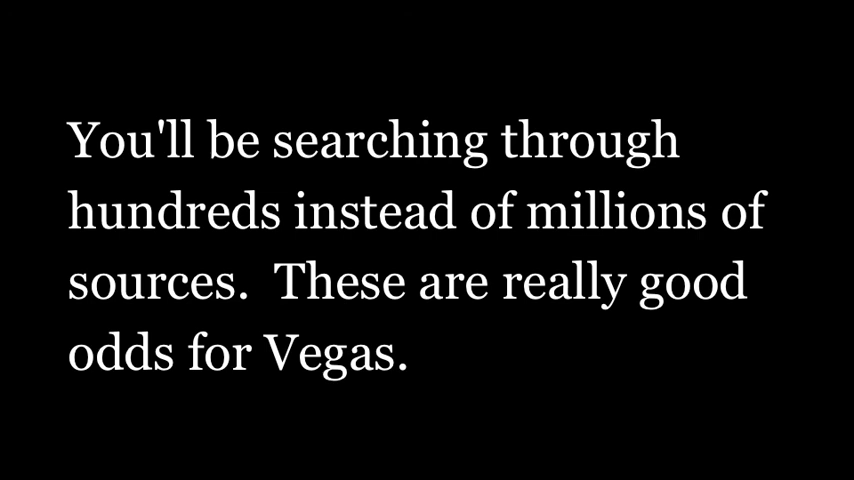 You'll be searching through
hundreds instead of millions of
sources.  These are really good
odds for Vegas.